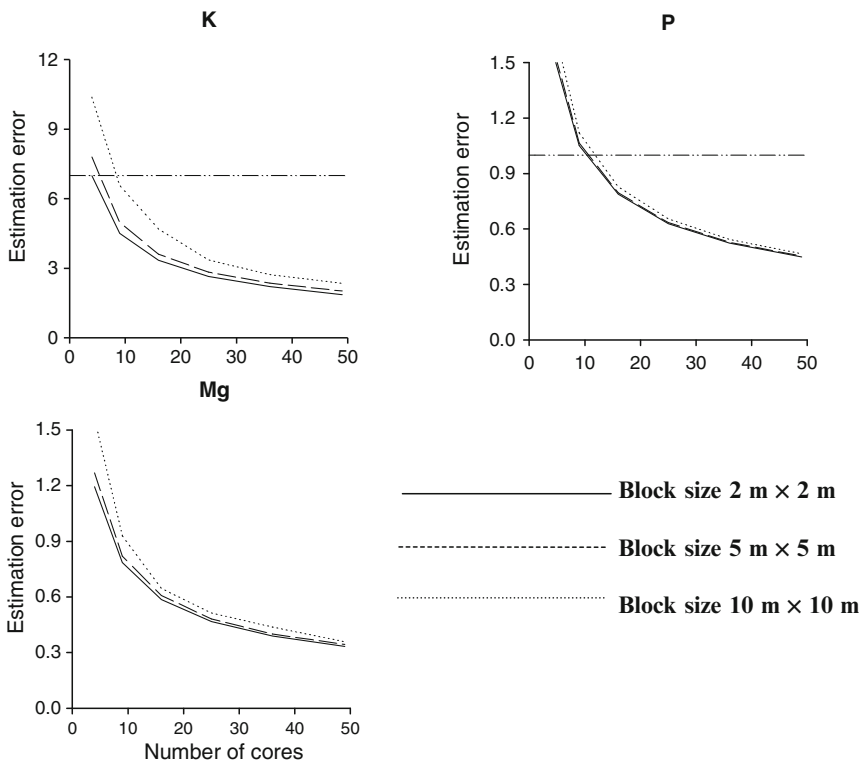 K
Estimation error
12
9
6
3
0
0 10 20 30 40 50
P
Estimation error
1.5
1.2
0.9
0.6
0.3
0.0
0 10 20 30 40 50
Mg
Estimation error
1.5
1.2
0.9
0.6
0.3
0.0
0 10 20 30 40 50
Number of cores
Block size 2 m × 2 m
Block size 5 m × 5 m
Block size 10 m × 10 m